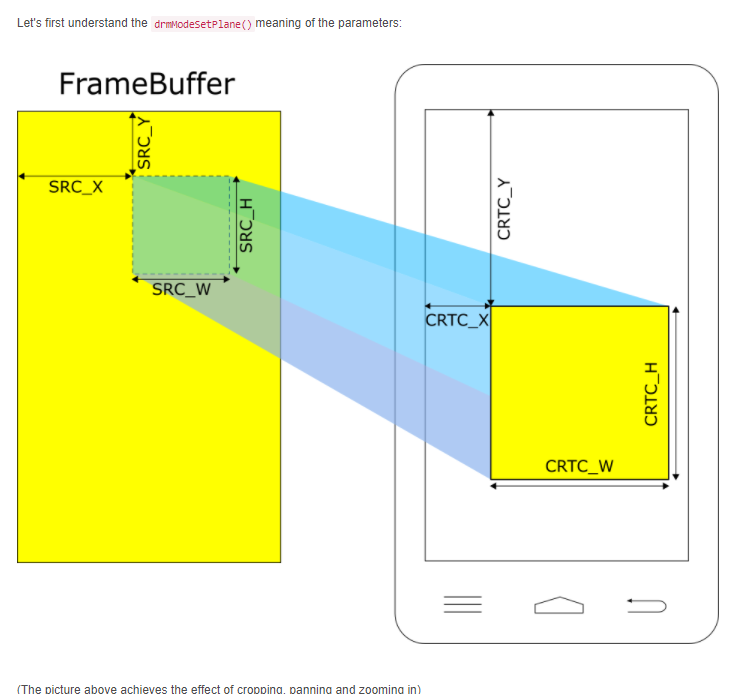 Let's first understand the drmModeSetPlane() meaning of the parameters:
FrameBuffer
SRC_Y
SRC_X
SRC_H
SRC_W
CRTC_Y
CRTC_X
CRTC_H
CRTC_W
(The picture above achieves the effect of cropping, panning and zooming in)